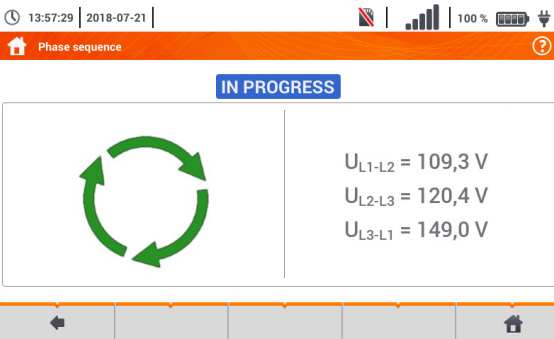 13:57:29 2018-07-21 100 %
Phase sequence ?
IN PROGRESS
UL1-L2 = 109,3 V
UL2-L3 = 120,4 V
UL3-L1 = 149,0 V